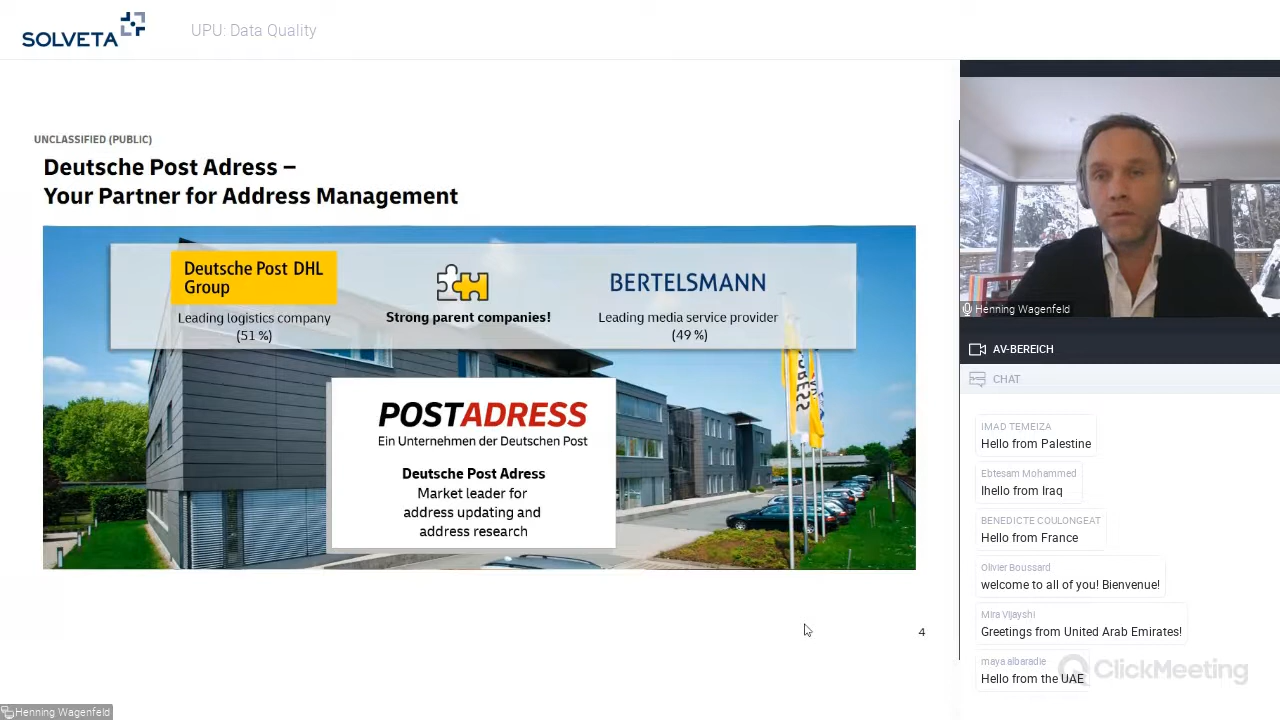 SOLVETA
UPU: Data Quality
UNCLASSIFIED (PUBLIC)
Deutsche Post Adress –
Your Partner for Address Management
Deutsche Post DHL
Group
Leading logistics company
(51 %)
Strong parent companies!
BERTELSMANN
Leading media service provider
(49 %)
POSTADRESS
Ein Unternehmen der Deutschen Post
Deutsche Post Adress
Market leader for
address updating and
address research
4
Henning Wagenfeld
Henning Wagenfeld
AV-BEREICH
CHAT
IMAD TEMEIZA
Hello from Palestine
Ebtesam Mohammed
Ihello from Iraq
BENEDICTE COULONGEAT
Hello from France
Olivier Boussard
welcome to all of you! Bienvenue!
Mira Vijayshi
Greetings from United Arab Emirates!
maya albaradie
Hello from the UAE
ClickMeeting